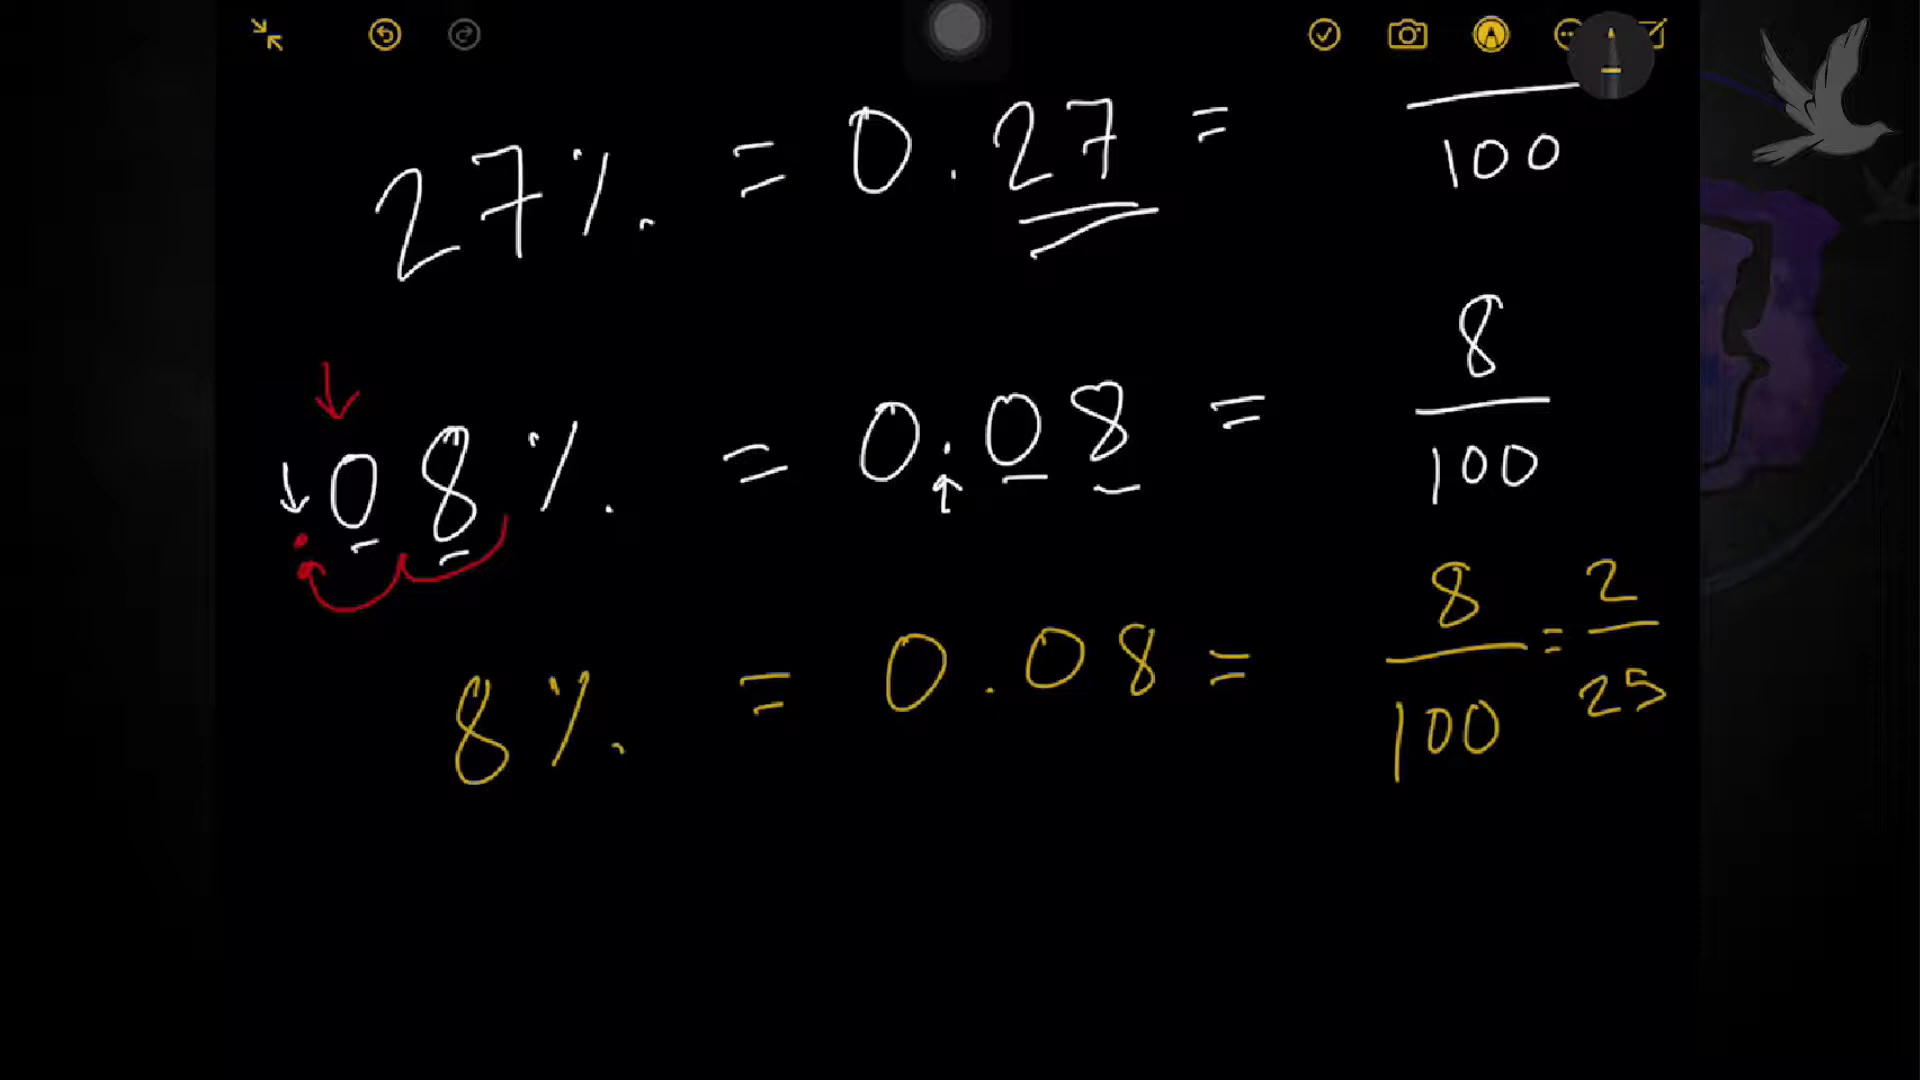 27% = 0.27 = /100
08% = 0.08 = 8/100
8% = 0.08 = 8/100 = 2/25